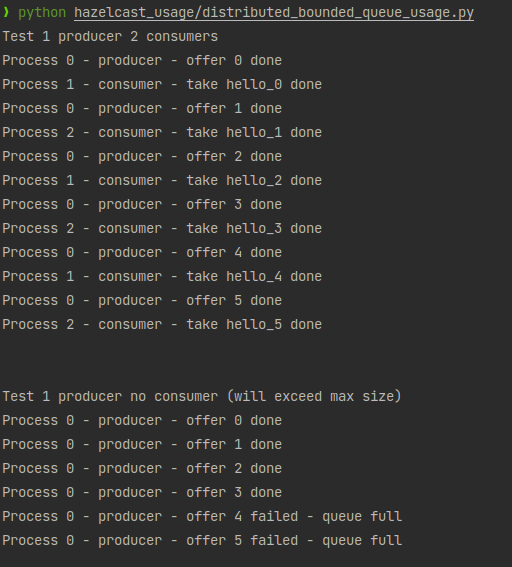 ❯ python hazelcast_usage/distributed_bounded_queue_usage.py
Test 1 producer 2 consumers
Process 0 - producer - offer 0 done
Process 1 - consumer - take hello_0 done
Process 0 - producer - offer 1 done
Process 2 - consumer - take hello_1 done
Process 0 - producer - offer 2 done
Process 1 - consumer - take hello_2 done
Process 0 - producer - offer 3 done
Process 2 - consumer - take hello_3 done
Process 0 - producer - offer 4 done
Process 1 - consumer - take hello_4 done
Process 0 - producer - offer 5 done
Process 2 - consumer - take hello_5 done
Test 1 producer no consumer (will exceed max size)
Process 0 - producer - offer 0 done
Process 0 - producer - offer 1 done
Process 0 - producer - offer 2 done
Process 0 - producer - offer 3 done
Process 0 - producer - offer 4 failed - queue full
Process 0 - producer - offer 5 failed - queue full